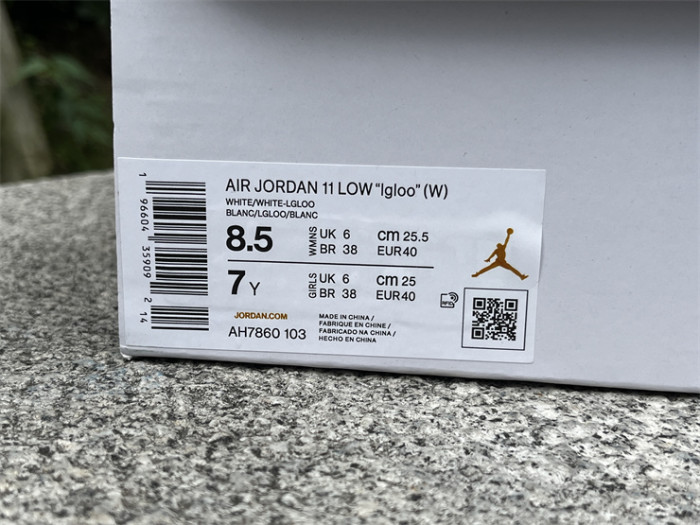 AIR JORDAN 11 LOW "Igloo" (W)
WHITE/WHITE-LGLOO
BLANC/LGLOO/BLANC
8.5 WMNS UK 6 cm 25.5
BR 38 EUR40
7 Y GIRLS UK 6 cm 25
BR 38 EUR40
JORDAN.COM
AH7860 103
MADE IN CHINA /
FABRIQUE EN CHINE /
FABRICADO NA CHINA /
HECHO EN CHINA
1 96604 35909 2 14